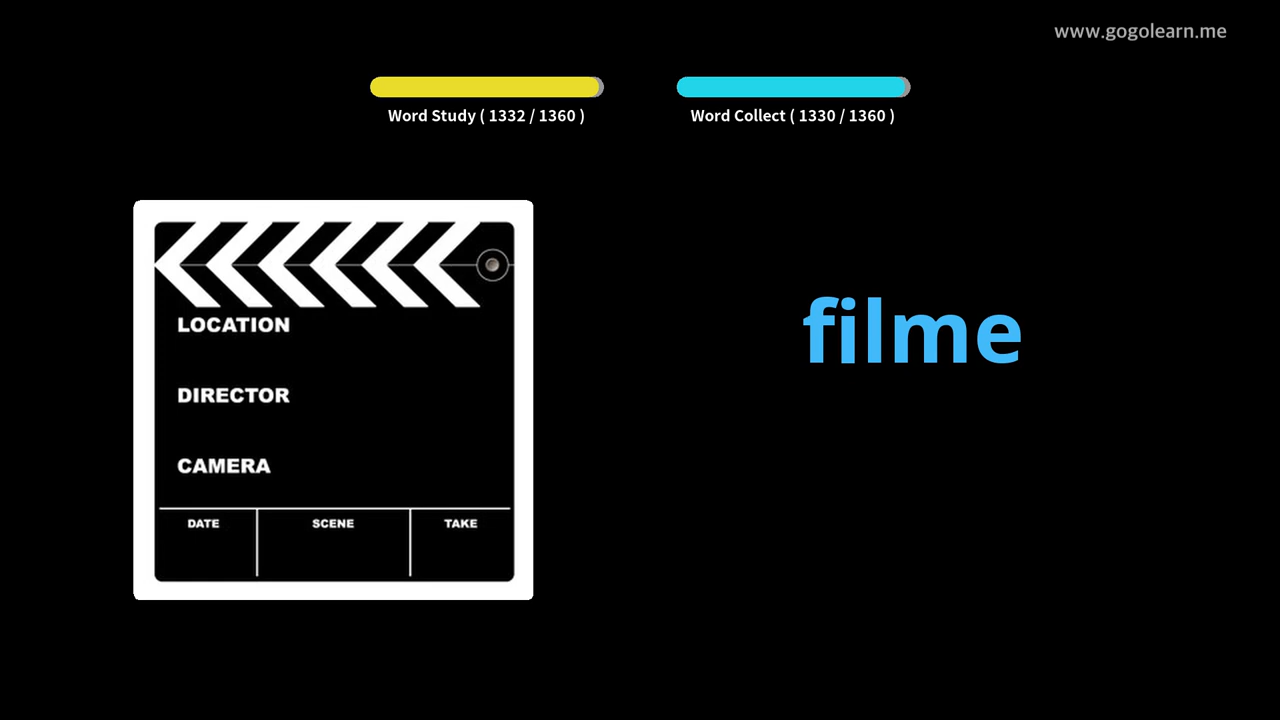 www.gogolearn.me
Word Study ( 1332 / 1360 )
Word Collect ( 1330 / 1360 )
LOCATION
DIRECTOR
CAMERA
DATE
SCENE
TAKE
filme